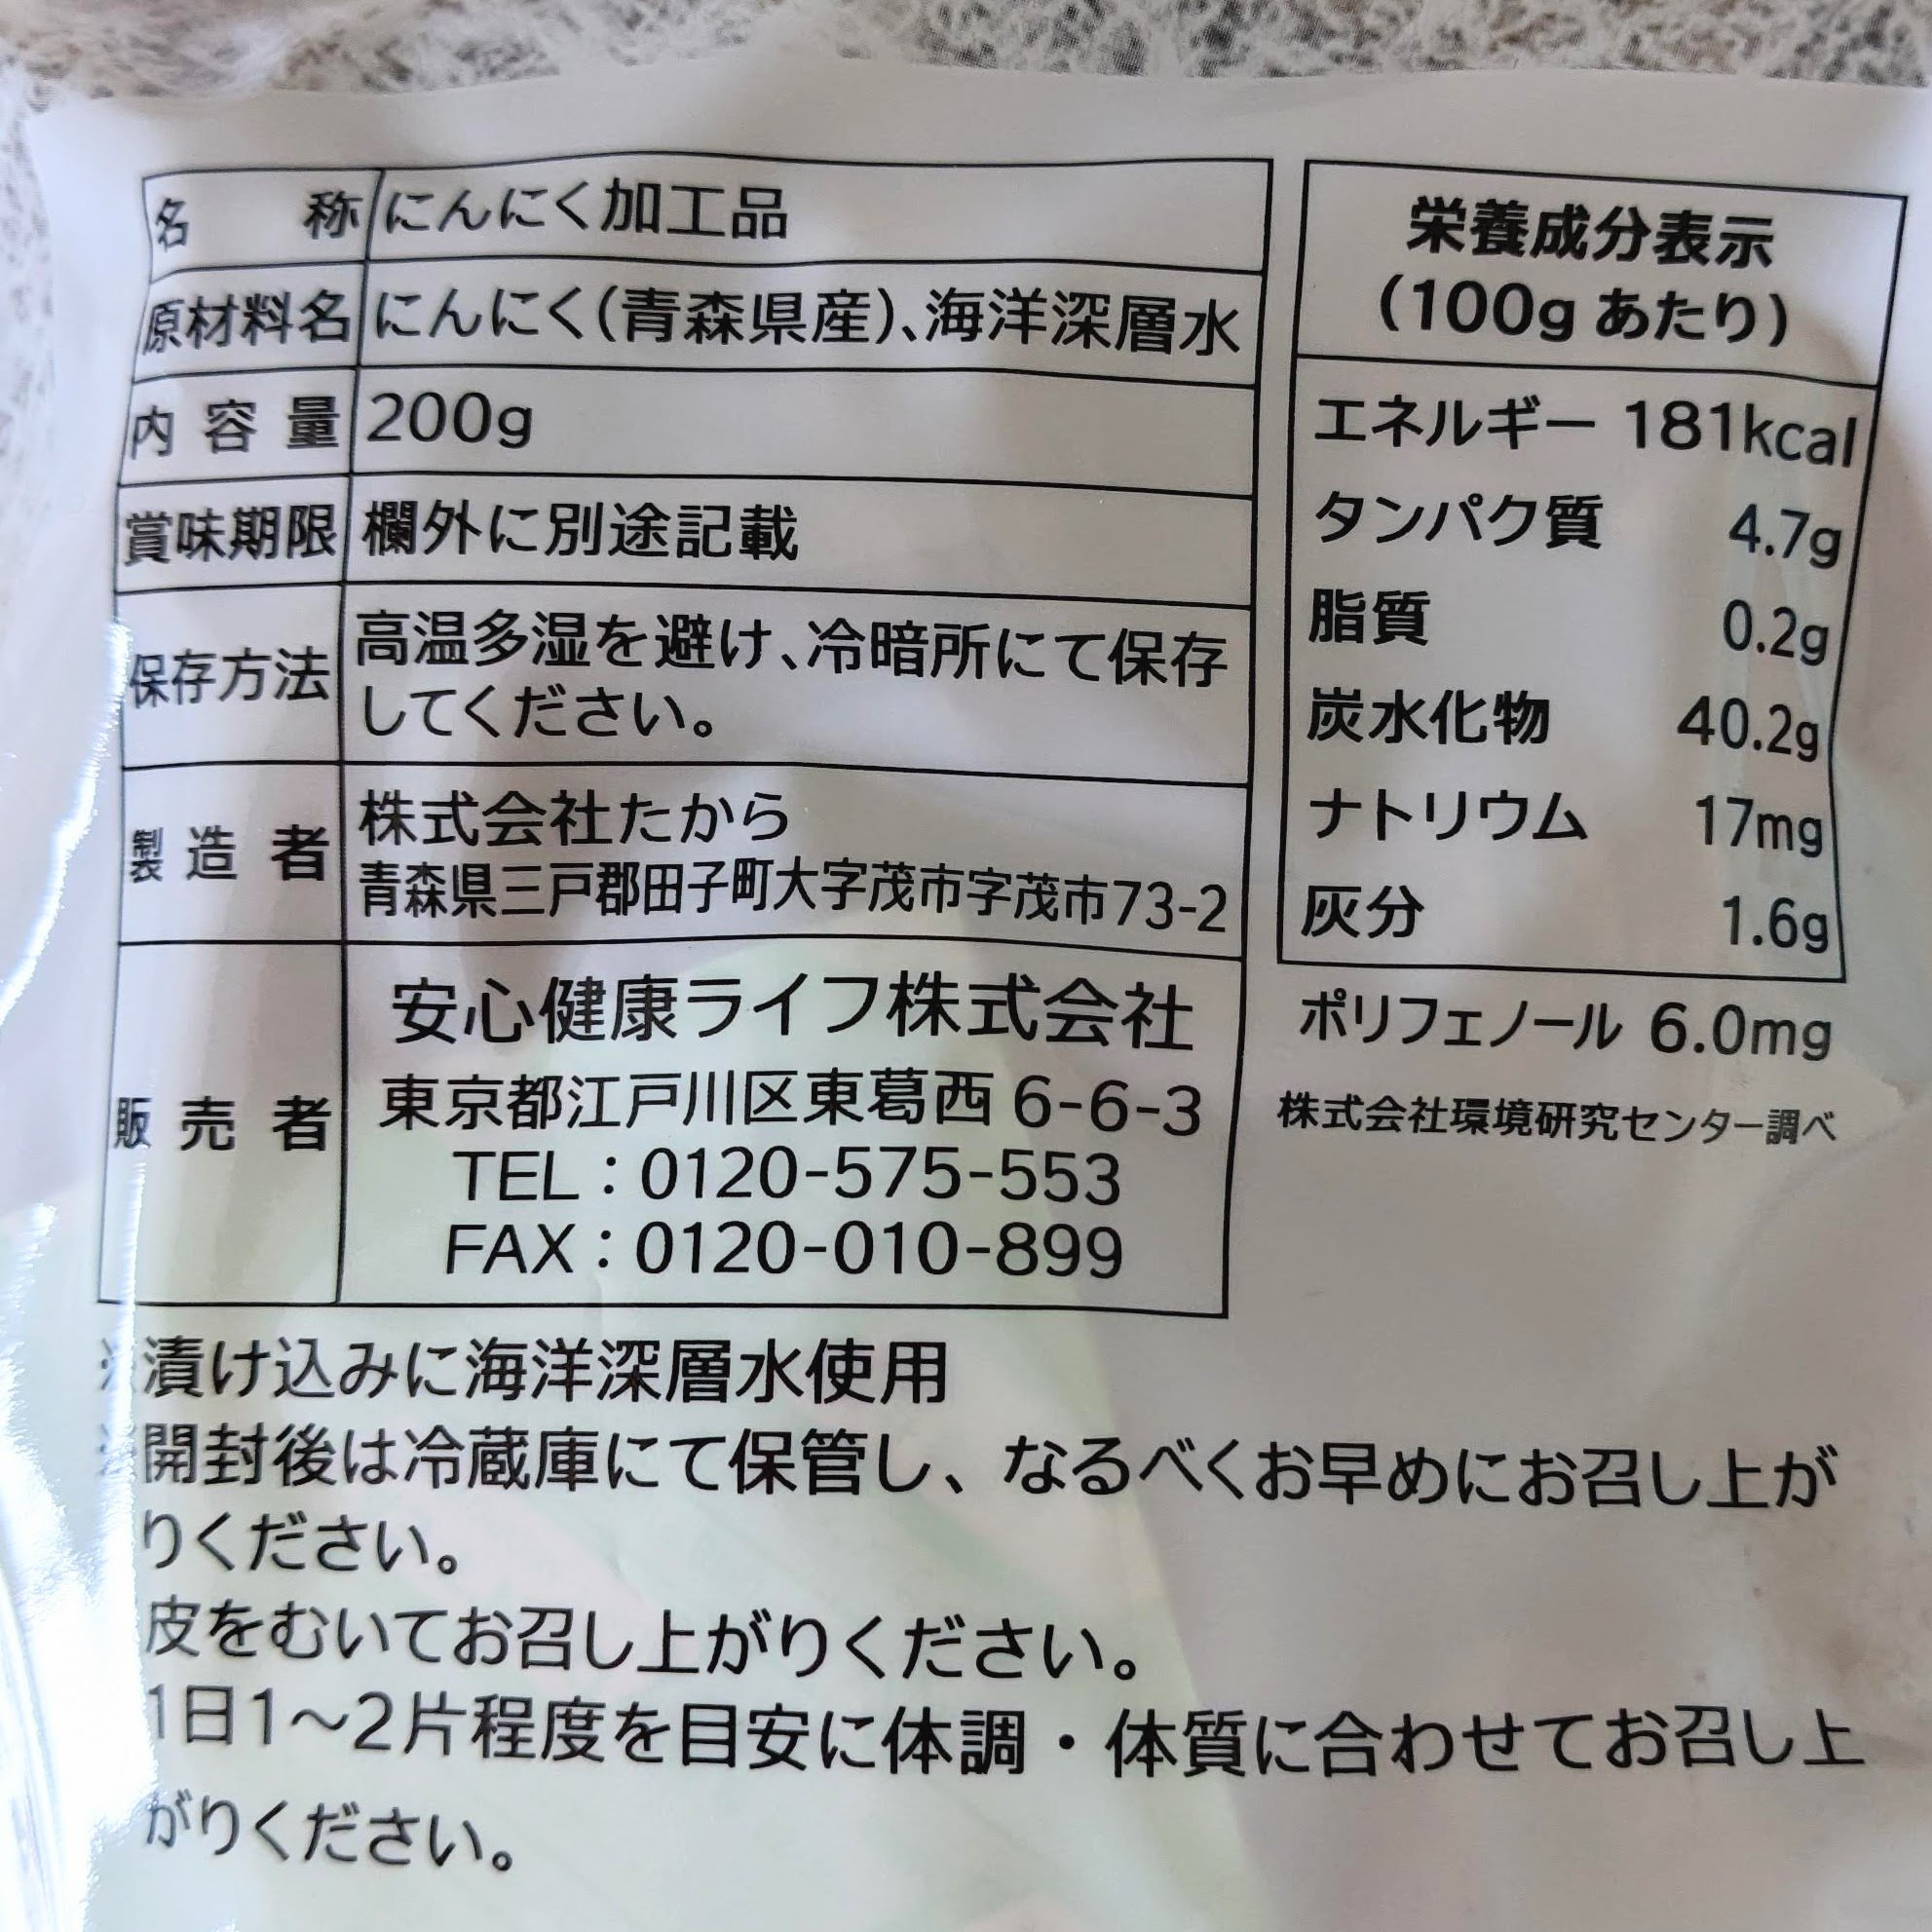 名 称 にんにく加工品
原材料名 にんにく(青森県産)、海洋深層水
内容量 200g
賞味期限 欄外に別途記載
保存方法 高温多湿を避け、冷暗所にて保存
してください。
製造者 株式会社たから
青森県三戸郡田子町大字茂市字茂市73-2
販売者 安心健康ライフ株式会社
東京都江戸川区東葛西 6-6-3
TEL：0120-575-553
FAX：0120-010-899
栄養成分表示
(100g あたり)
エネルギー 181kcal
タンパク質 4.7g
脂質 0.2g
炭水化物 40.2g
ナトリウム 17mg
灰分 1.6g
ポリフェノール 6.0mg
株式会社環境研究センター調べ
※漬け込みに海洋深層水使用
※開封後は冷蔵庫にて保管し、なるべくお早めにお召し上が
りください。
皮をむいてお召し上がりください。
1日1〜2片程度を目安に体調・体質に合わせてお召し上
がりください。